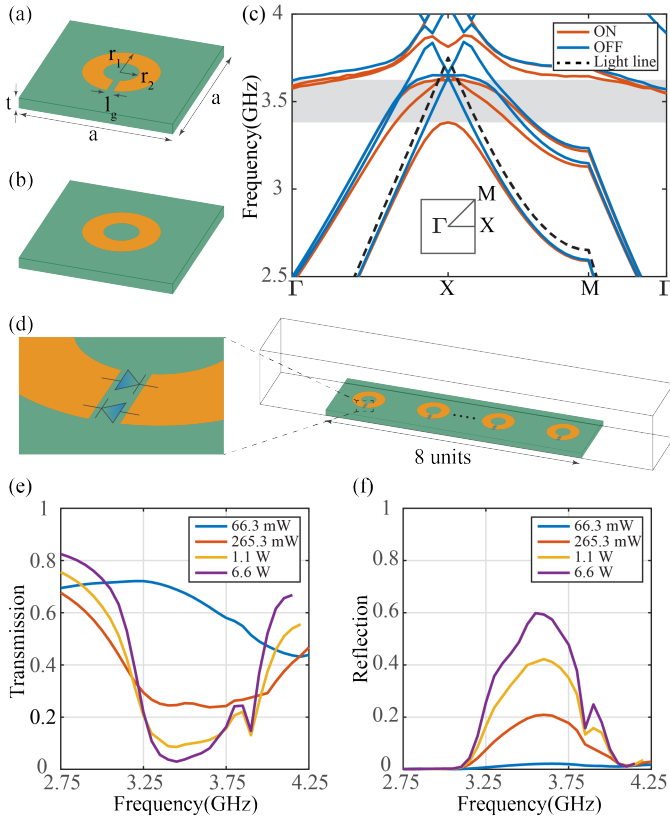 (a)
r1
r2
lg
t
a
a
(b)
(c)
Frequency(GHz)
4
3.5
3
2.5
ON
OFF
Light line
M
Γ
X
Γ
X
M
Γ
(d)
8 units
(e)
Transmission
1
0.8
0.6
0.4
0.2
0
66.3 mW
265.3 mW
1.1 W
6.6 W
2.75
3.25
3.75
4.25
Frequency(GHz)
(f)
Reflection
1
0.8
0.6
0.4
0.2
0
66.3 mW
265.3 mW
1.1 W
6.6 W
2.75
3.25
3.75
4.25
Frequency(GHz)